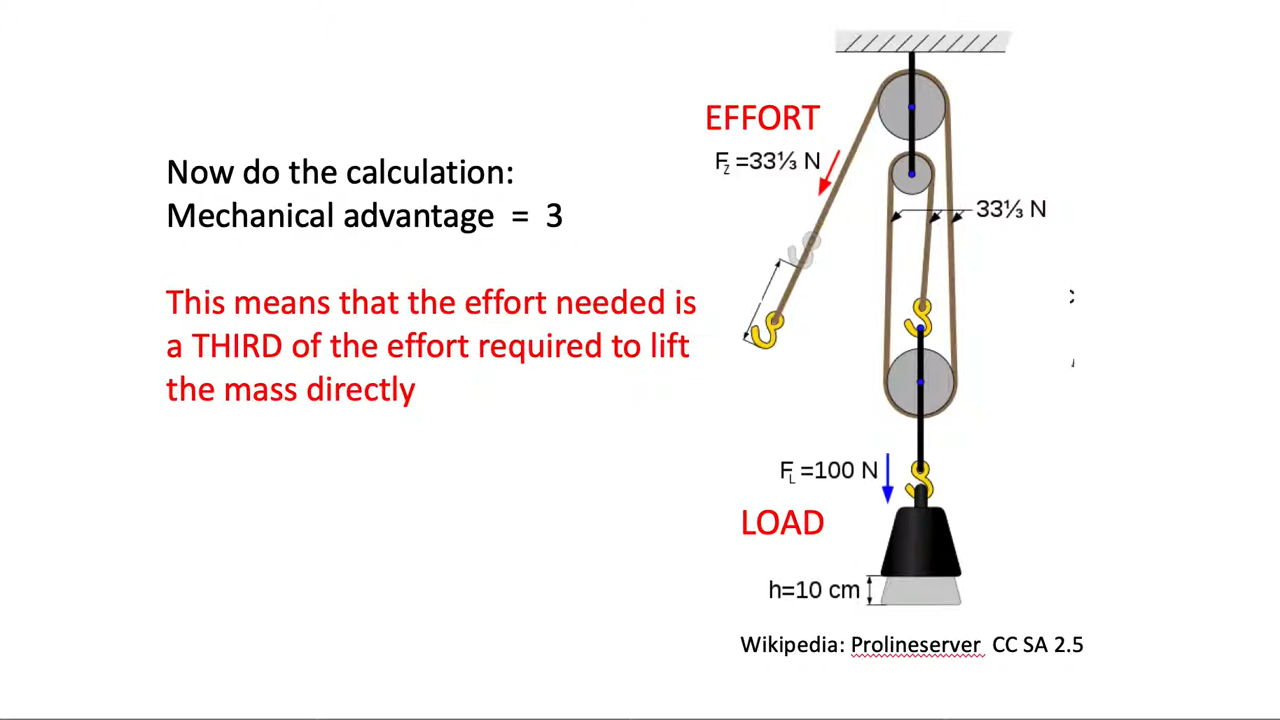 EFFORT
Fz =33⅓ N
Now do the calculation:
Mechanical advantage = 3
33⅓ N
This means that the effort needed is
a THIRD of the effort required to lift
the mass directly
FL =100 N
LOAD
h=10 cm
Wikipedia: Prolineserver CC SA 2.5